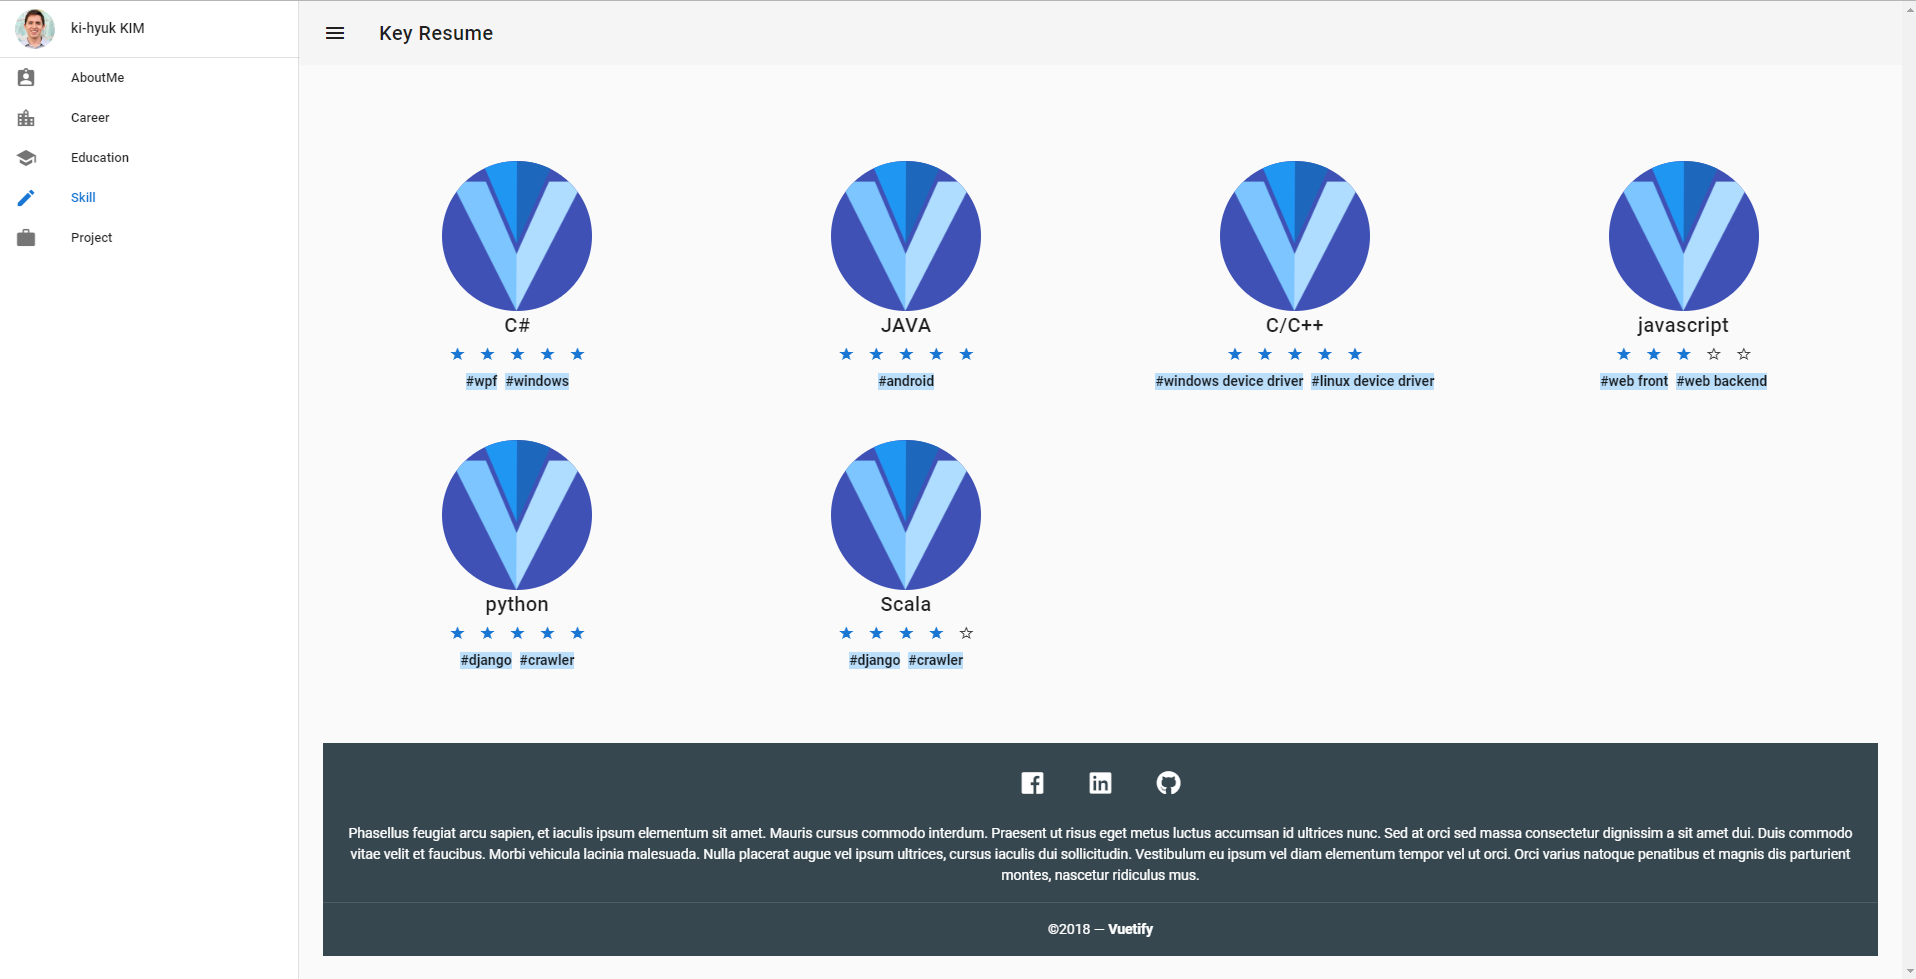 ki-hyuk KIM
AboutMe
Career
Education
Skill
Project
Key Resume
C#
#wpf #windows
JAVA
#android
C/C++
#windows device driver #linux device driver
javascript
#web front #web backend
python
#django #crawler
Scala
#django #crawler
Phasellus feugiat arcu sapien, et iaculis ipsum elementum sit amet. Mauris cursus commodo interdum. Praesent ut risus eget metus luctus accumsan id ultrices nunc. Sed at orci sed massa consectetur dignissim a sit amet dui. Duis commodo
vitae velit et faucibus. Morbi vehicula lacinia malesuada. Nulla placerat augue vel ipsum ultrices, cursus iaculis dui sollicitudin. Vestibulum eu ipsum vel diam elementum tempor vel ut orci. Orci varius natoque penatibus et magnis dis parturient
montes, nascetur ridiculus mus.
©2018 — Vuetify